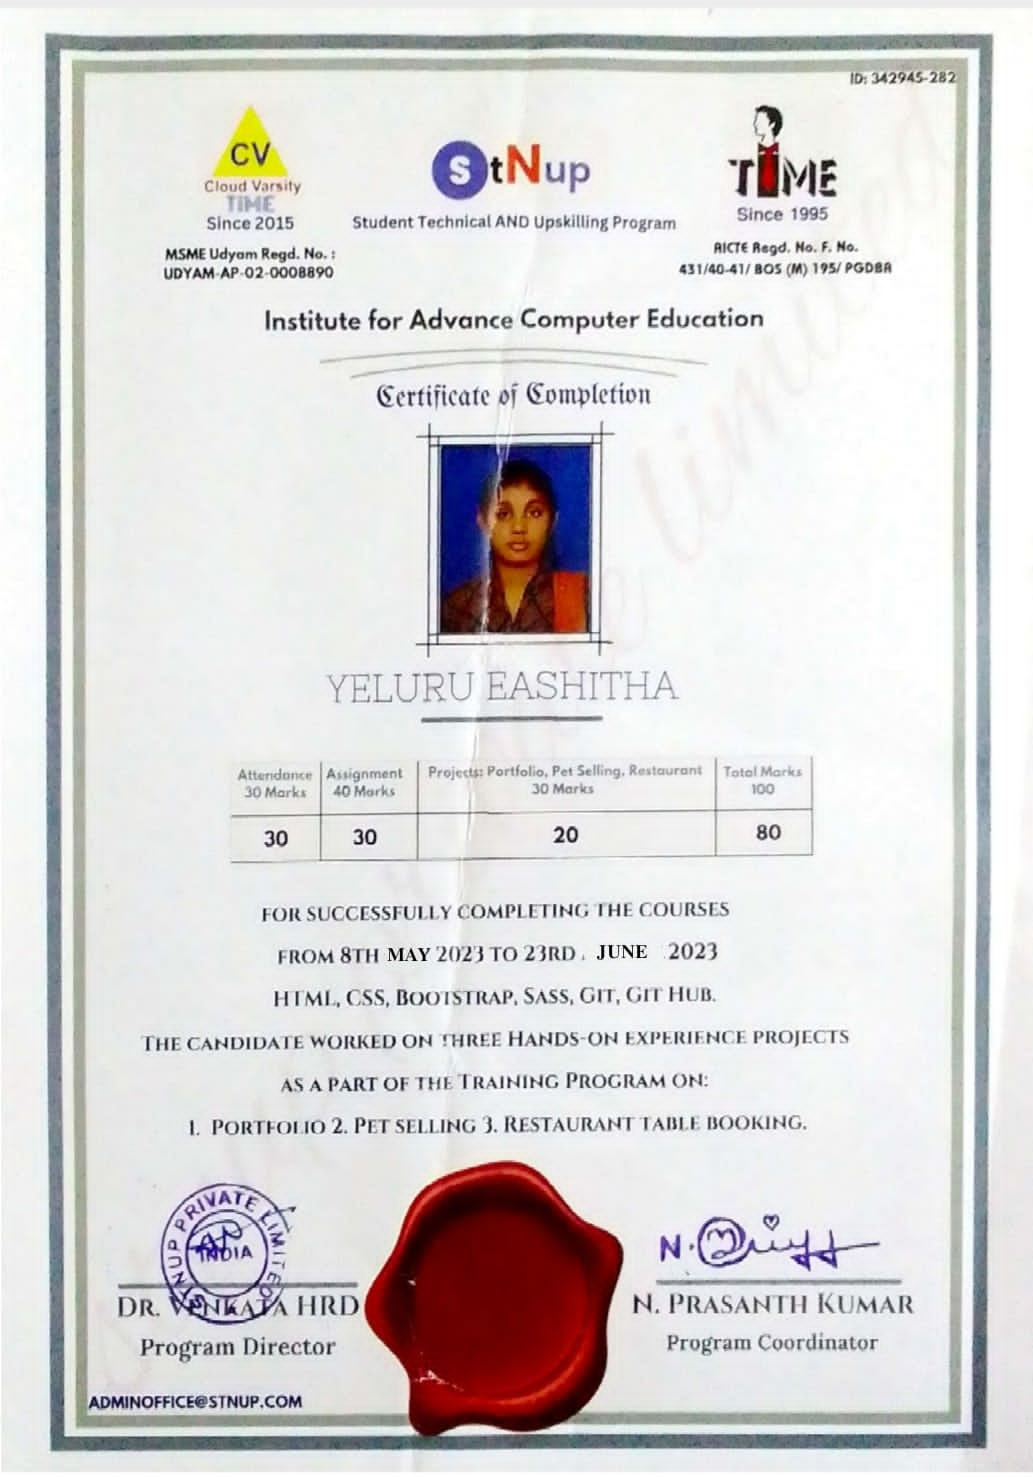 ID: 342945-282
CV
Cloud Varsity
TiME
Since 2015
MSME Udyam Regd. No. :
UDYAM-AP-02-0008890
StNup
Student Technical AND Upskilling Program
TIME
Since 1995
AICTE Regd. No. F. No.
431/40-41/ BOS (M) 195/ PGDBA
Institute for Advance Computer Education
Certificate of Completion
YELURU EASHITHA
Attendance 30 Marks
Assignment 40 Marks
Projects: Portfolio, Pet Selling, Restaurant 30 Marks
Total Marks 100
30 30 20 80
FOR SUCCESSFULLY COMPLETING THE COURSES
FROM 8TH MAY 2023 TO 23RD, JUNE 2023
HTML, CSS, BOOTSTRAP, SASS, GIT, GIT HUB.
THE CANDIDATE WORKED ON THREE HANDS-ON EXPERIENCE PROJECTS
AS A PART OF THE TRAINING PROGRAM ON:
1. PORTFOLIO 2. PET SELLING 3. RESTAURANT TABLE BOOKING.
STNUP PRIVATE LIMITED
INDIA
DR. VENKATA HRD
Program Director
N. PRASANTH KUMAR
Program Coordinator
ADMINOFFICE@STNUP.COM